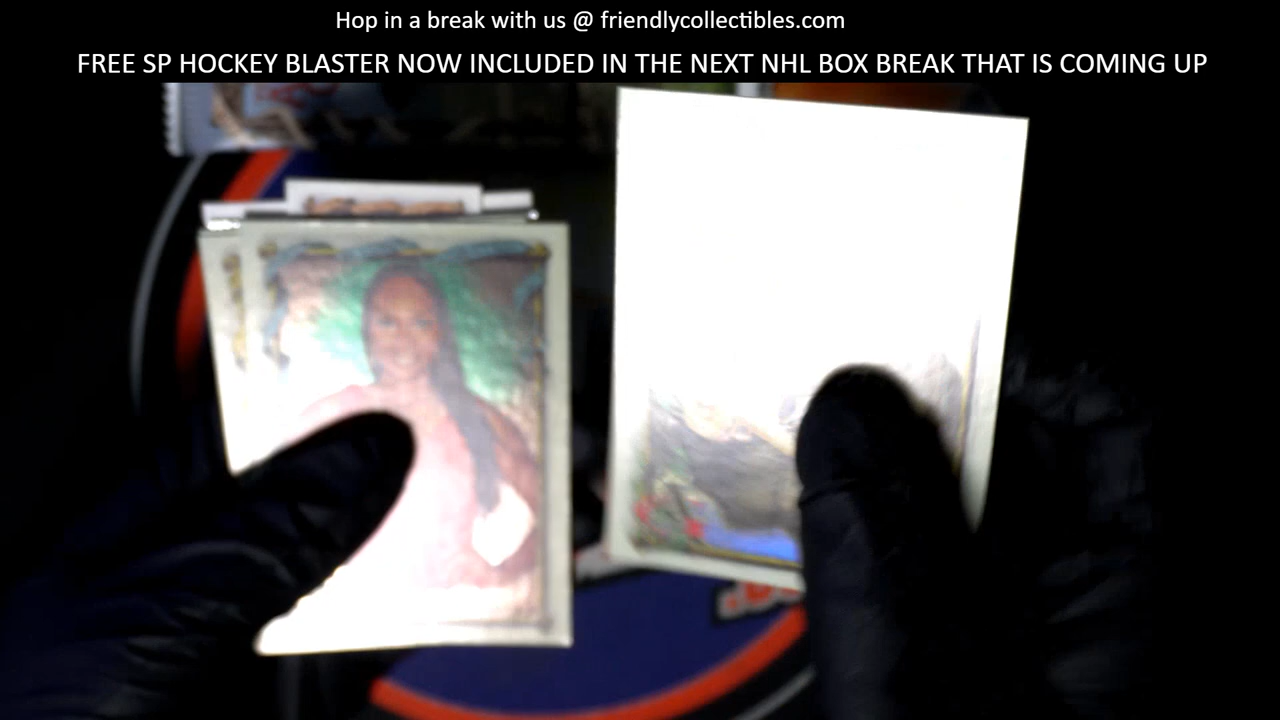 Hop in a break with us @ friendlycollectibles.com
FREE SP HOCKEY BLASTER NOW INCLUDED IN THE NEXT NHL BOX BREAK THAT IS COMING UP